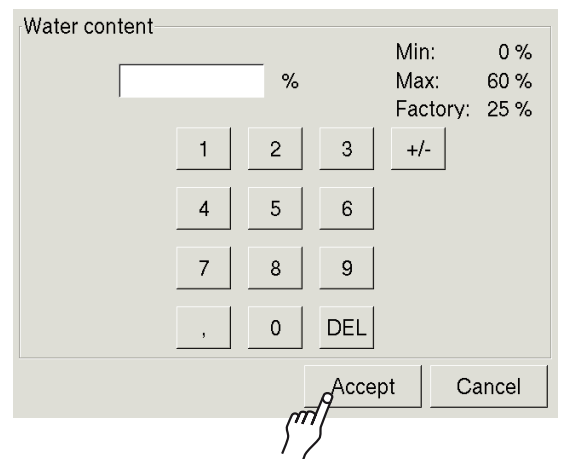 Water content
Min: 0 %
% Max: 60 %
Factory: 25 %
1 2 3 +/-
4 5 6
7 8 9
, 0 DEL
Accept Cancel